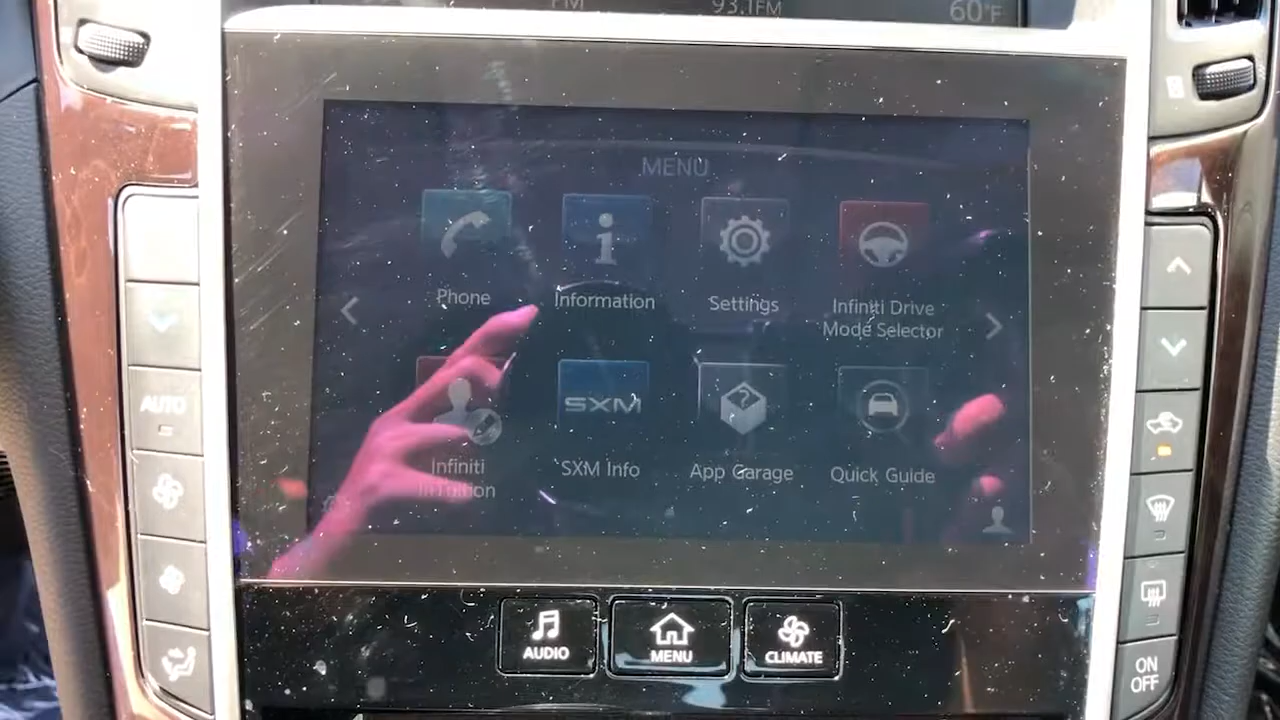 FM
93.1FM
60°F
MENU
Phone
Information
Settings
Infiniti Drive
Mode Selector
SXM
Infiniti
InTuition
SXM Info
App Garage
Quick Guide
AUTO
AUDIO
MENU
CLIMATE
ON
OFF